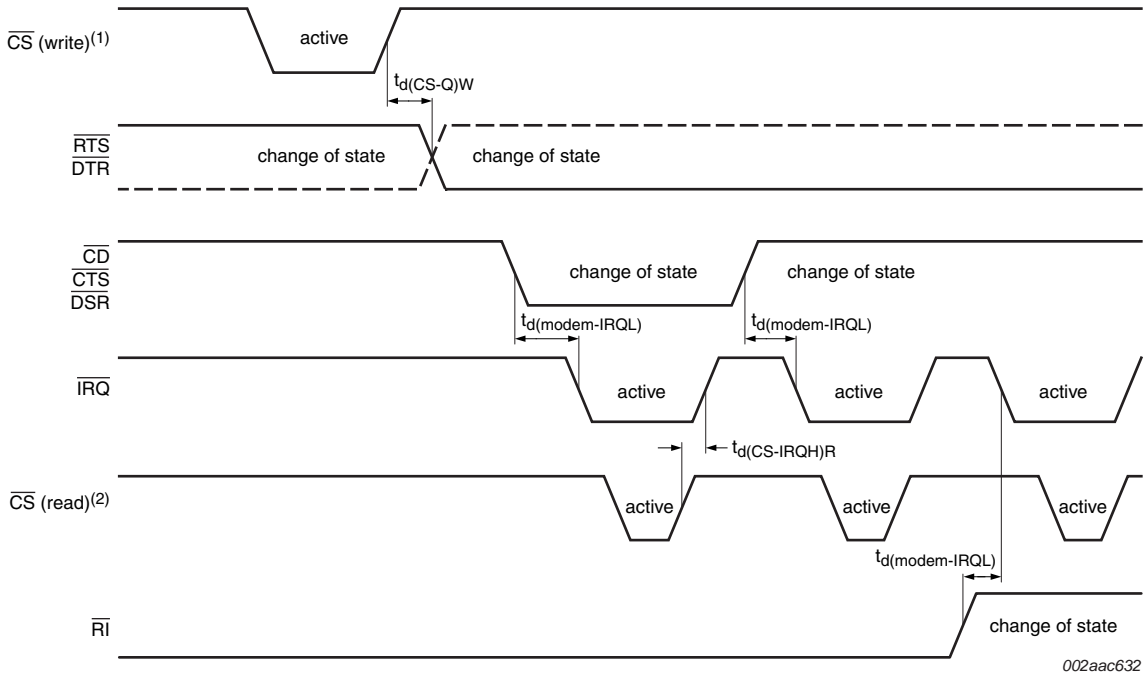 CS (write)(1)
active
td(CS-Q)W
RTS
DTR
change of state
change of state
CD
CTS
DSR
change of state
change of state
td(modem-IRQL)
td(modem-IRQL)
IRQ
active
active
active
td(CS-IRQH)R
CS (read)(2)
active
active
active
td(modem-IRQL)
RI
change of state
002aac632